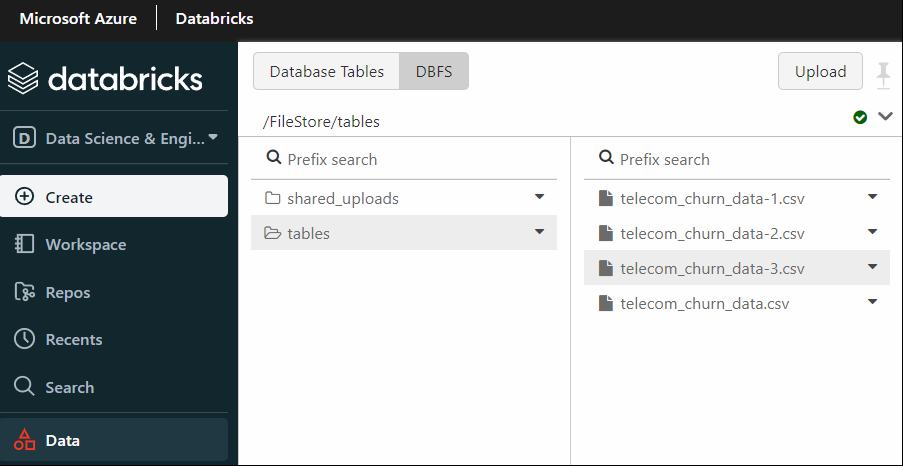 Microsoft Azure Databricks
databricks
D Data Science & Engi...
Create
Workspace
Repos
Recents
Search
Data
Database Tables DBFS Upload
/FileStore/tables
Prefix search
shared_uploads
tables
Prefix search
telecom_churn_data-1.csv
telecom_churn_data-2.csv
telecom_churn_data-3.csv
telecom_churn_data.csv